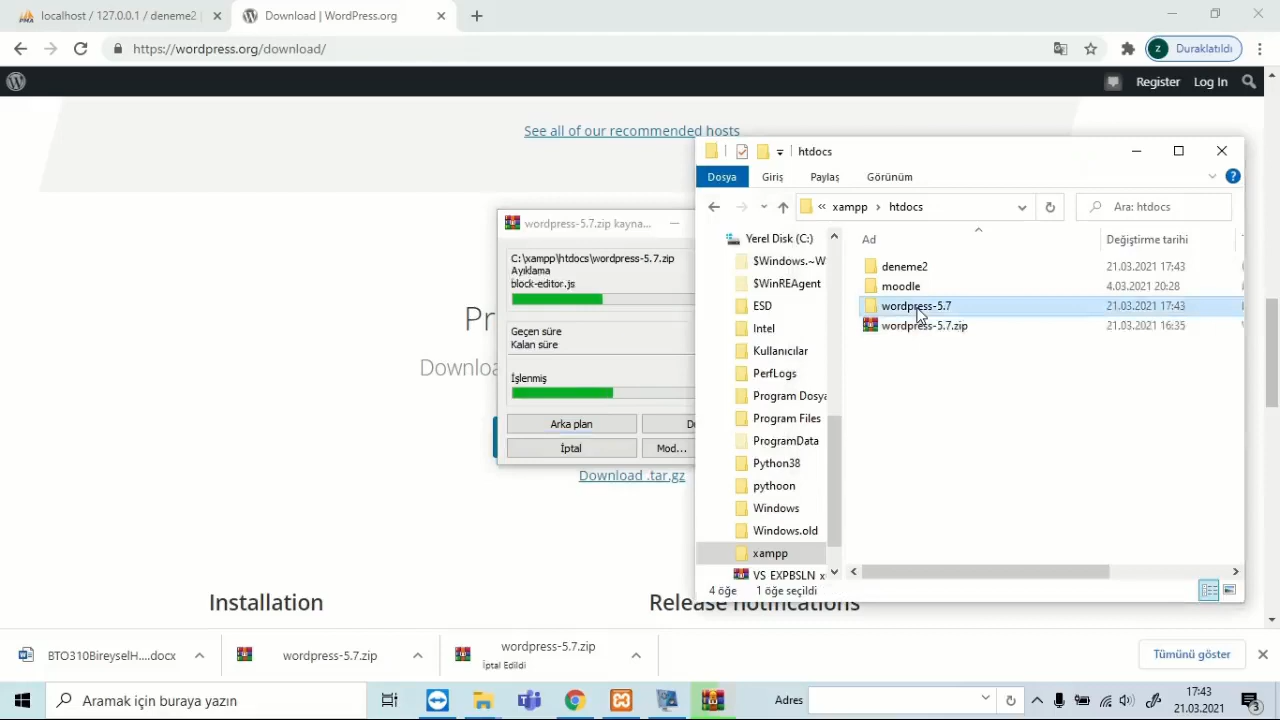 localhost / 127.0.0.1 / deneme2
Download | WordPress.org
https://wordpress.org/download/
z
Duraklatıldı
Register
Log In
See all of our recommended hosts
htdocs
Dosya
Giriş
Paylaş
Görünüm
« xampp › htdocs
Ara: htdocs
Yerel Disk (C:)
$Windows.~W
$WinREAgent
ESD
Intel
Kullanıcılar
PerfLogs
Program Dosya
Program Files
ProgramData
Python38
pythoon
Windows
Windows.old
xampp
VS_EXPBSLN_x
Ad
Değiştirme tarihi
deneme2
21.03.2021 17:43
moodle
4.03.2021 20:28
wordpress-5.7
21.03.2021 17:43
wordpress-5.7.zip
21.03.2021 16:35
4 öğe
1 öğe seçildi
wordpress-5.7.zip kayna...
C:\xampp\htdocs\wordpress-5.7.zip
Ayıklama
block-editor.js
Geçen süre
Kalan süre
İşlenmiş
Arka plan
İptal
Mod...
Pr
Downloa
Download .tar.gz
Installation
Release notifications
BTO310BireyselH....docx
wordpress-5.7.zip
wordpress-5.7.zip
İptal Edildi
Tümünü göster
Aramak için buraya yazın
Adres
17:43
21.03.2021
3